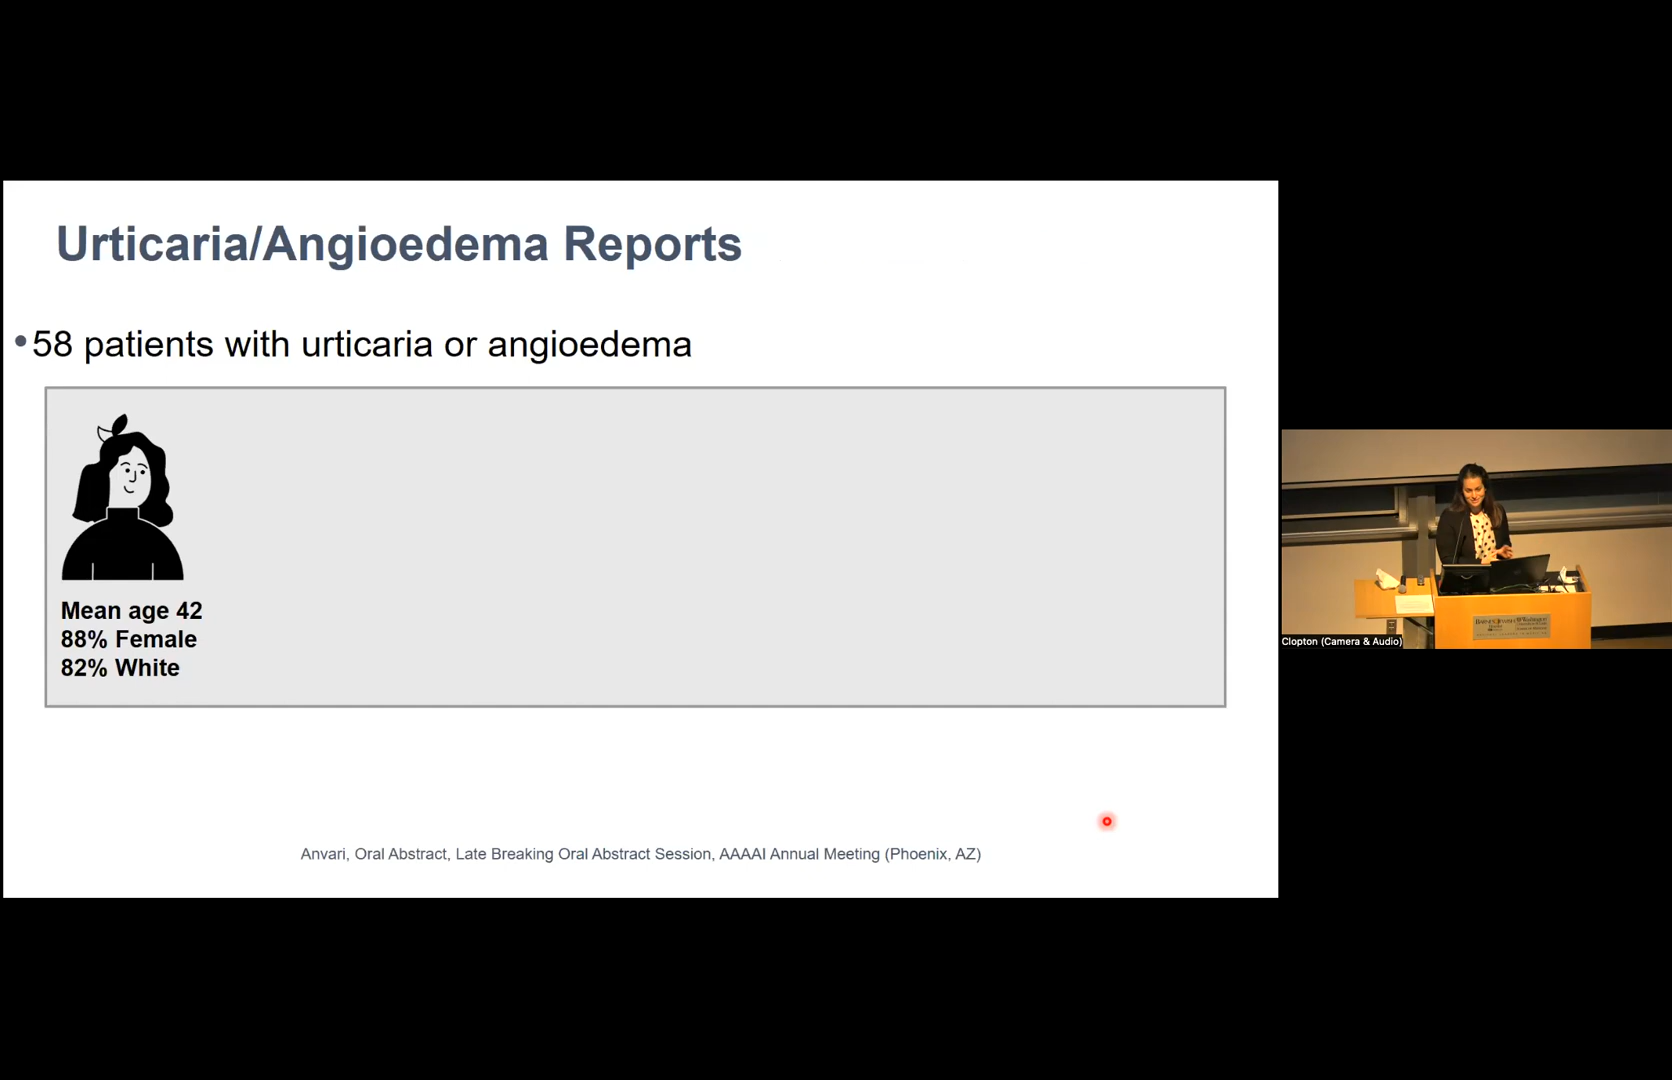 Urticaria/Angioedema Reports
•58 patients with urticaria or angioedema
Mean age 42
88% Female
82% White
Anvari, Oral Abstract, Late Breaking Oral Abstract Session, AAAAI Annual Meeting (Phoenix, AZ)
Clopton (Camera & Audio)